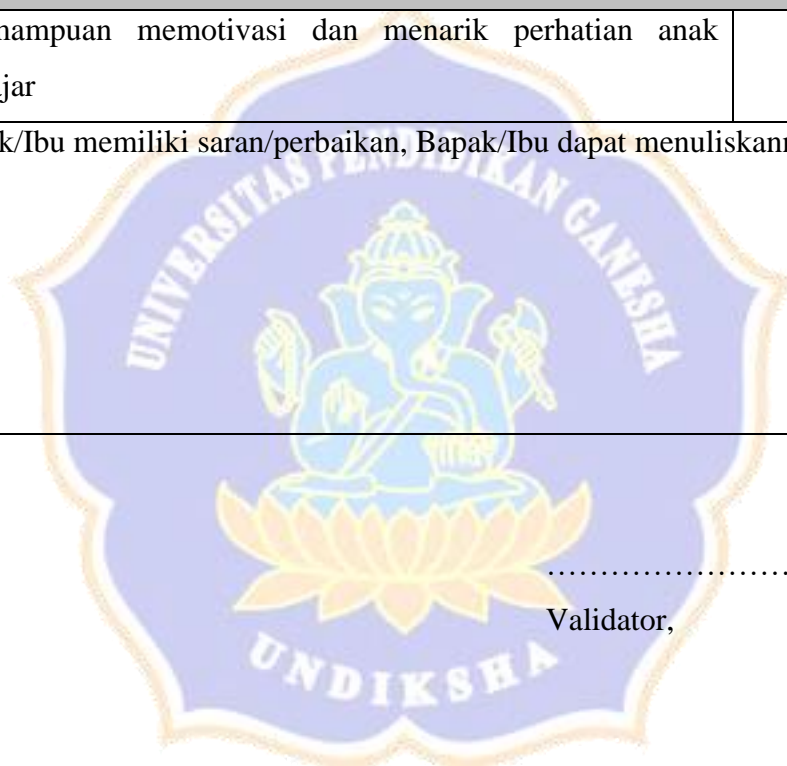 mampuan memotivasi dan menarik perhatian anak
jar
k/Ibu memiliki saran/perbaikan, Bapak/Ibu dapat menuliskann
UNIVERSITAS PENDIDIKAN GANESHA
……………………
Validator,
UNDIKSHA